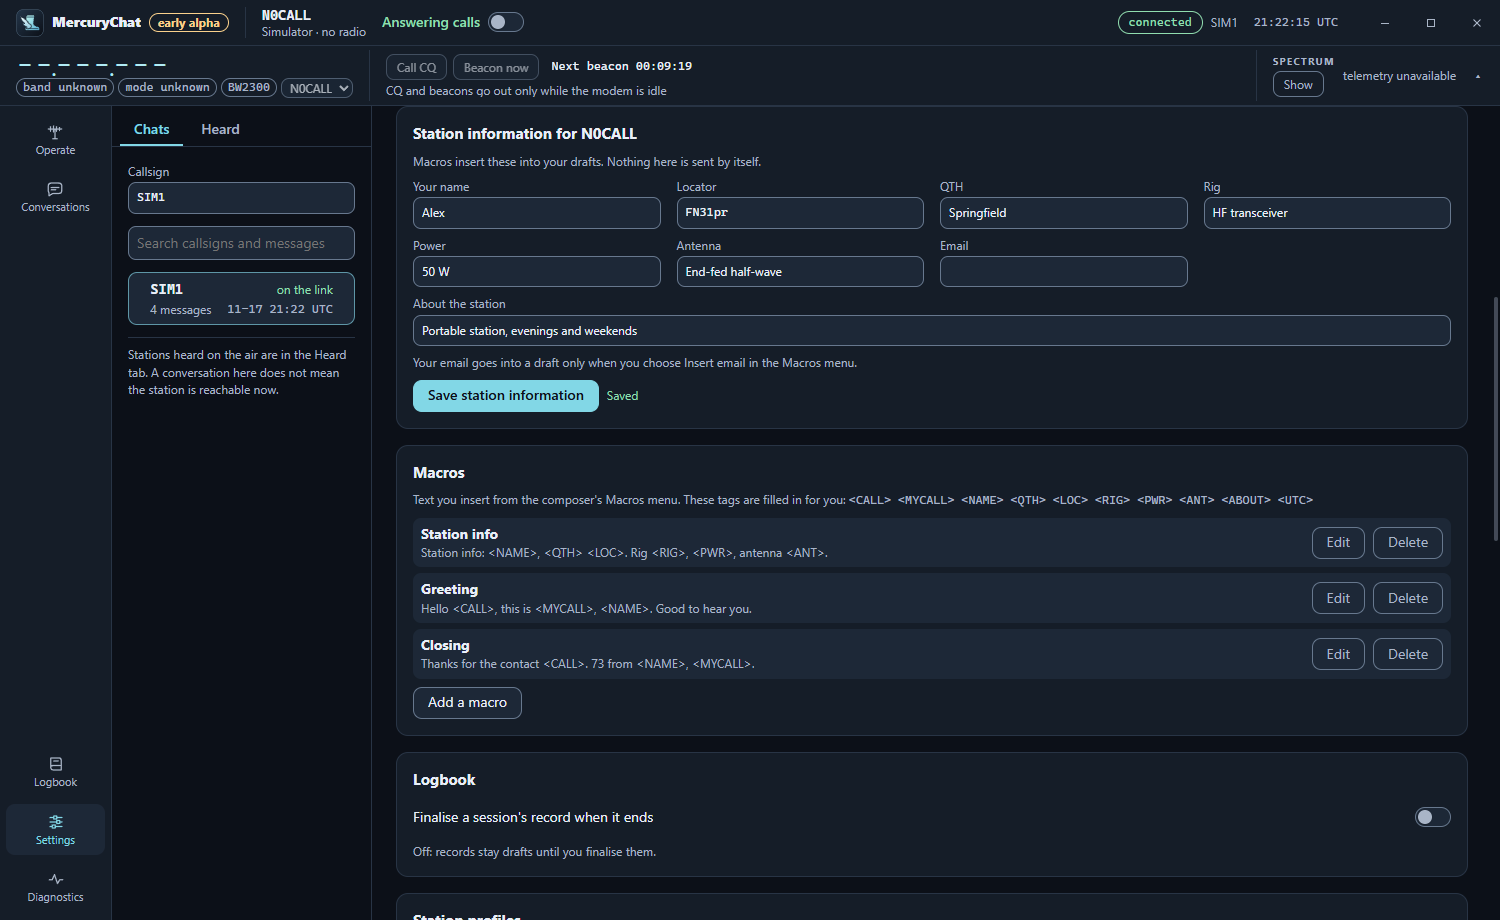 MercuryChat early alpha
N0CALL
Simulator · no radio
Answering calls
connected SIM1 21:22:15 UTC
band unknown mode unknown BW2300 N0CALL
Call CQ Beacon now Next beacon 00:09:19
CQ and beacons go out only while the modem is idle
SPECTRUM
Show
telemetry unavailable
Operate
Conversations
Logbook
Settings
Diagnostics
Chats Heard
Callsign
SIM1
Search callsigns and messages
SIM1 on the link
4 messages 11-17 21:22 UTC
Stations heard on the air are in the Heard
tab. A conversation here does not mean
the station is reachable now.
Station information for N0CALL
Macros insert these into your drafts. Nothing here is sent by itself.
Your name Locator QTH Rig
Alex FN31pr Springfield HF transceiver
Power Antenna Email
50 W End-fed half-wave
About the station
Portable station, evenings and weekends
Your email goes into a draft only when you choose Insert email in the Macros menu.
Save station information Saved
Macros
Text you insert from the composer's Macros menu. These tags are filled in for you: <CALL> <MYCALL> <NAME> <QTH> <LOC> <RIG> <PWR> <ANT> <ABOUT> <UTC>
Station info
Station info: <NAME>, <QTH> <LOC>. Rig <RIG>, <PWR>, antenna <ANT>.
Edit Delete
Greeting
Hello <CALL>, this is <MYCALL>, <NAME>. Good to hear you.
Edit Delete
Closing
Thanks for the contact <CALL>. 73 from <NAME>, <MYCALL>.
Edit Delete
Add a macro
Logbook
Finalise a session's record when it ends
Off: records stay drafts until you finalise them.
Station profiles